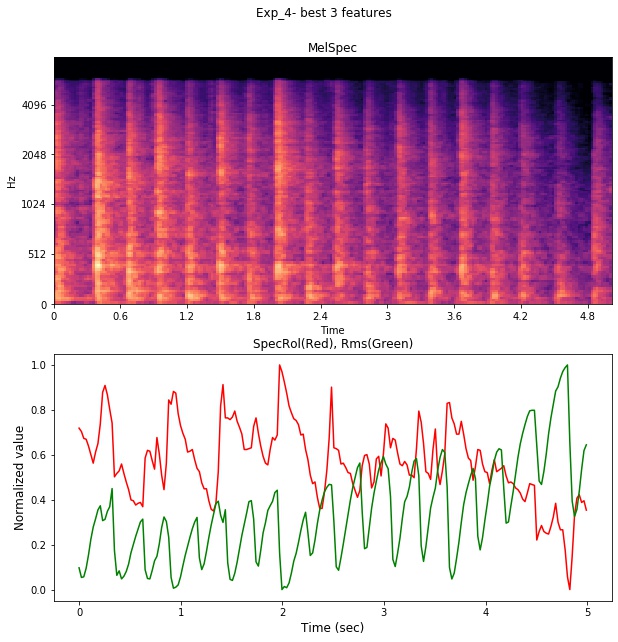 Exp_4- best 3 features
MelSpec
Hz
4096
2048
1024
512
0
0 0.6 1.2 1.8 2.4 3 3.6 4.2 4.8
Time
SpecRol(Red), Rms(Green)
Normalized value
1.0
0.8
0.6
0.4
0.2
0.0
0 1 2 3 4 5
Time (sec)